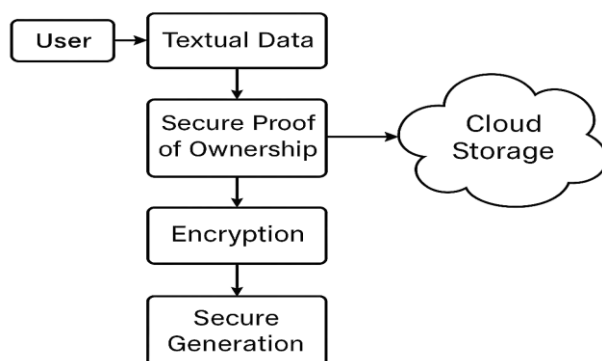 User
Textual Data
Secure Proof
of Ownership
Cloud
Storage
Encryption
Secure
Generation